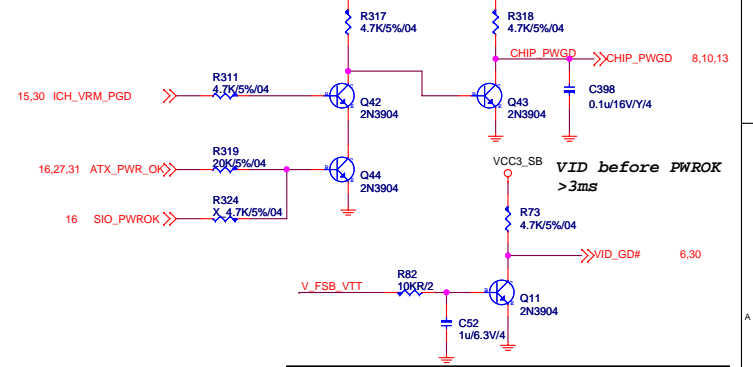 R317
4.7K/5%/04
R318
4.7K/5%/04
CHIP_PWGD
CHIP_PWGD 8,10,13
R311
4.7K/5%/04
15,30 ICH_VRM_PGD
Q42
2N3904
Q43
2N3904
C398
0.1u/16V/Y/4
R319
20K/5%/04
16,27,31 ATX_PWR_OK
Q44
2N3904
VCC3_SB
VID before PWROK
>3ms
R324
X_4.7K/5%/04
16 SIO_PWROK
R73
4.7K/5%/04
VID_GD# 6,30
R82
10KR/2
V_FSB_VTT
Q11
2N3904
C52
1u/6.3V/4
A